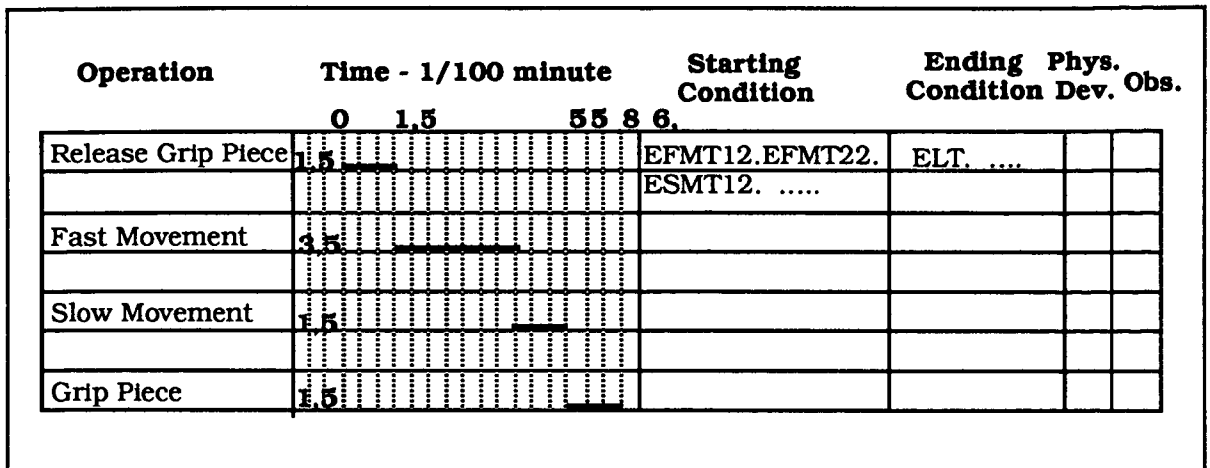 Operation Time - 1/100 minute Starting Condition Ending Condition Phys. Dev. Obs.
0 1,5 5 5 8 6,
Release Grip Piece 1,5 EFMT12.EFMT22. ELT. ....
ESMT12. .....
Fast Movement 3,5
Slow Movement 1,5
Grip Piece 1,5